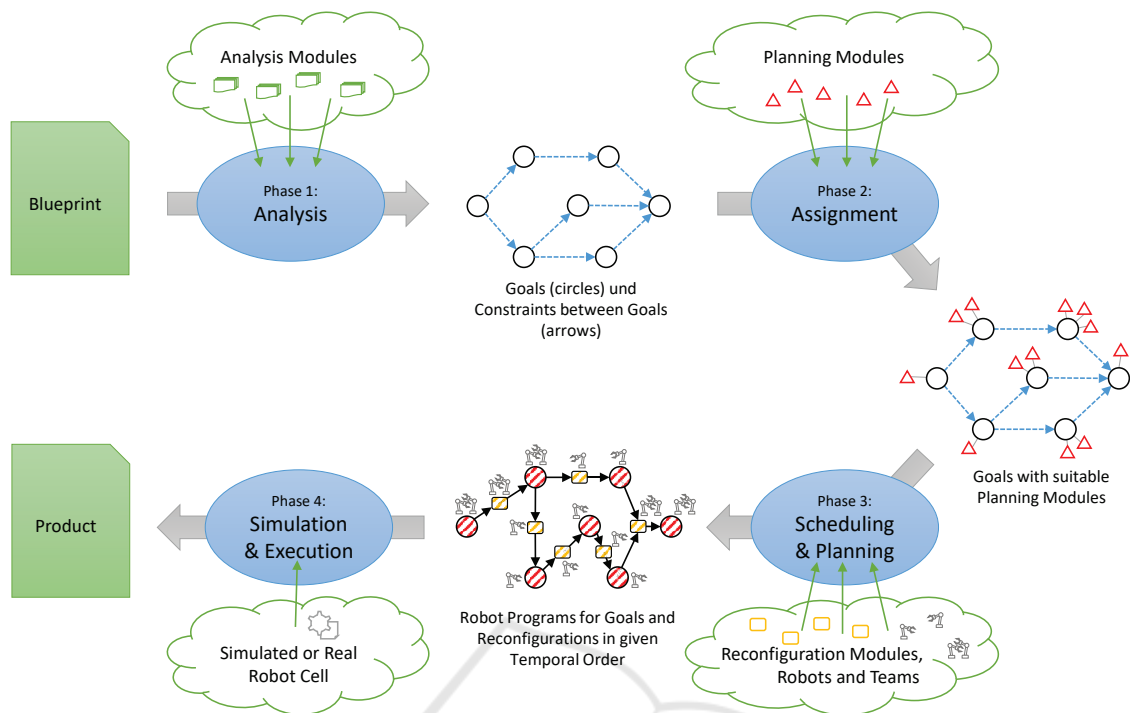 Analysis Modules
Planning Modules
Blueprint
Phase 1:
Analysis
Phase 2:
Assignment
Goals (circles) und
Constraints between Goals
(arrows)
Goals with suitable
Planning Modules
Product
Phase 4:
Simulation
& Execution
Phase 3:
Scheduling
& Planning
Robot Programs for Goals and
Reconfigurations in given
Temporal Order
Simulated or Real
Robot Cell
Reconfiguration Modules,
Robots and Teams